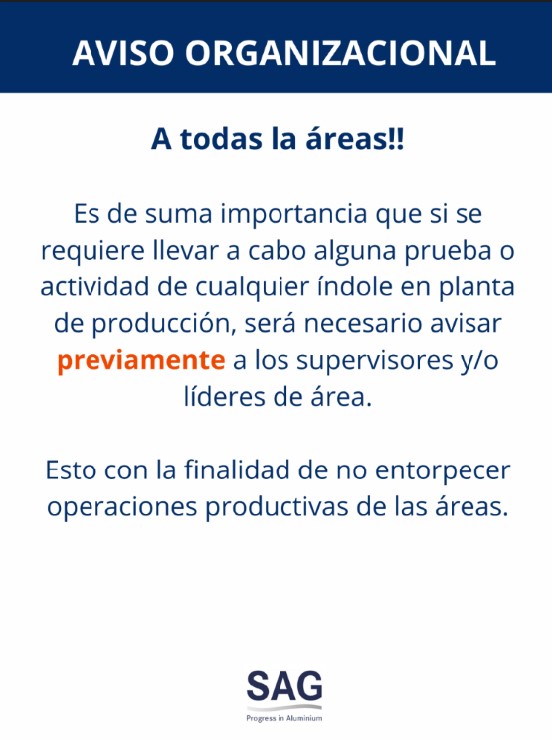 AVISO ORGANIZACIONAL
A todas la áreas!!
Es de suma importancia que si se
requiere llevar a cabo alguna prueba o
actividad de cualquier índole en planta
de producción, será necesario avisar
previamente a los supervisores y/o
líderes de área.
Esto con la finalidad de no entorpecer
operaciones productivas de las áreas.
SAG
Progress in Aluminium